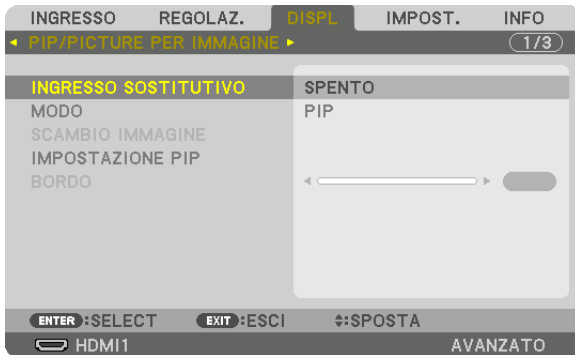 INGRESSO REGOLAZ. DISPL IMPOST. INFO
PIP/PICTURE PER IMMAGINE 1/3
INGRESSO SOSTITUTIVO SPENTO
MODO PIP
SCAMBIO IMMAGINE
IMPOSTAZIONE PIP
BORDO
ENTER :SELECT EXIT :ESCI :SPOSTA
HDMI1 AVANZATO